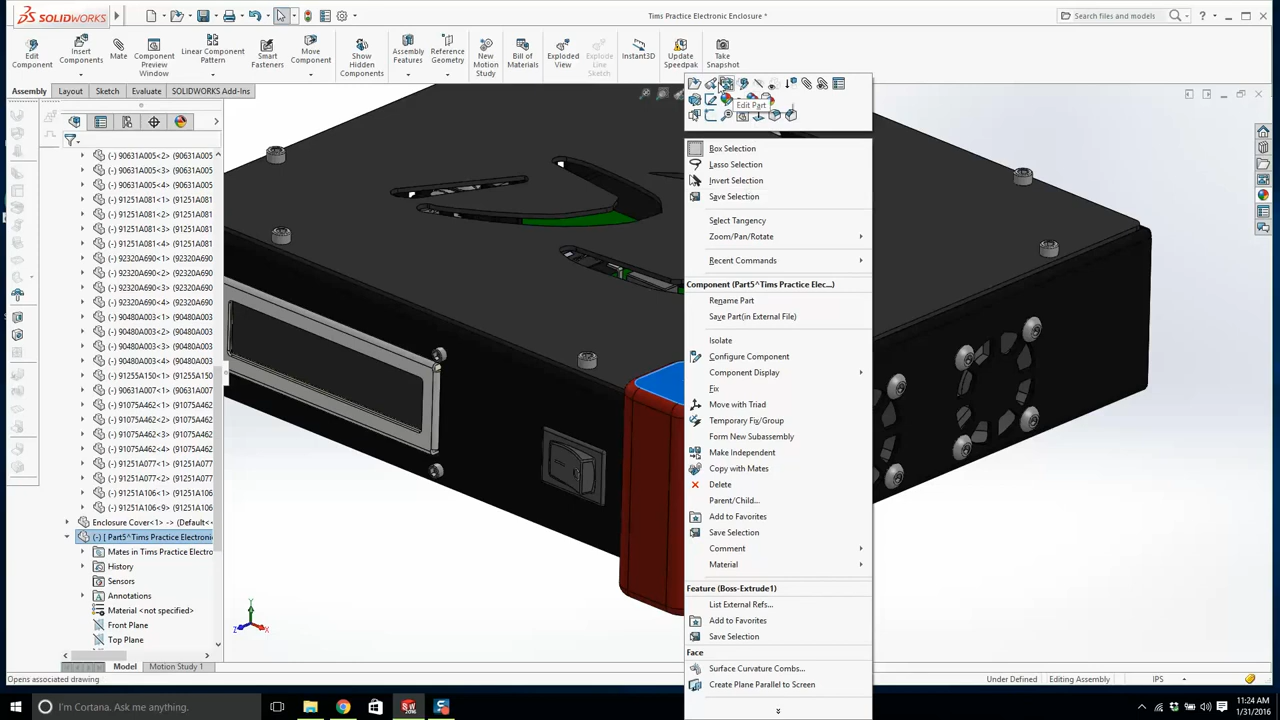 SOLIDWORKS
Tims Practice Electronic Enclosure *
Search files and models
Edit Component
Insert Components
Mate
Component Preview Window
Linear Component Pattern
Smart Fasteners
Move Component
Show Hidden Components
Assembly Features
Reference Geometry
New Motion Study
Bill of Materials
Exploded View
Explode Line Sketch
Instant3D
Update Speedpak
Take Snapshot
Assembly
Layout
Sketch
Evaluate
SOLIDWORKS Add-Ins
(-) 90631A005<2> (90631A005
(-) 90631A005<3> (90631A005
(-) 90631A005<4> (90631A005
(-) 91251A081<1> (91251A081
(-) 91251A081<2> (91251A081
(-) 91251A081<3> (91251A081
(-) 91251A081<4> (91251A081
(-) 92320A690<1> (92320A690
(-) 92320A690<2> (92320A690
(-) 92320A690<3> (92320A690
(-) 92320A690<4> (92320A690
(-) 90480A003<1> (90480A003
(-) 90480A003<2> (90480A003
(-) 90480A003<3> (90480A003
(-) 90480A003<4> (90480A003
(-) 91255A150<1> (91255A150
(-) 90631A007<1> (90631A007
(-) 91075A462<1> (91075A462
(-) 91075A462<2> (91075A462
(-) 91075A462<3> (91075A462
(-) 91075A462<4> (91075A462
(-) 91251A077<1> (91251A077
(-) 91251A077<2> (91251A077
(-) 91251A106<1> (91251A106
(-) 91251A106<9> (91251A106
Enclosure Cover<1> -> (Default<
(-) [ Part5^Tims Practice Electroni
Mates in Tims Practice Electro
History
Sensors
Annotations
Material <not specified>
Front Plane
Top Plane
Edit Part
Box Selection
Lasso Selection
Invert Selection
Save Selection
Select Tangency
Zoom/Pan/Rotate
Recent Commands
Component (Part5^Tims Practice Elec...)
Rename Part
Save Part(in External File)
Isolate
Configure Component
Component Display
Fix
Move with Triad
Temporary Fix/Group
Form New Subassembly
Make Independent
Copy with Mates
Delete
Parent/Child...
Add to Favorites
Save Selection
Comment
Material
Feature (Boss-Extrude1)
List External Refs...
Add to Favorites
Save Selection
Face
Surface Curvature Combs...
Create Plane Parallel to Screen
Y
Z
X
Model
Motion Study 1
Opens associated drawing
Under Defined
Editing Assembly
IPS
I'm Cortana. Ask me anything.
11:24 AM
1/31/2016